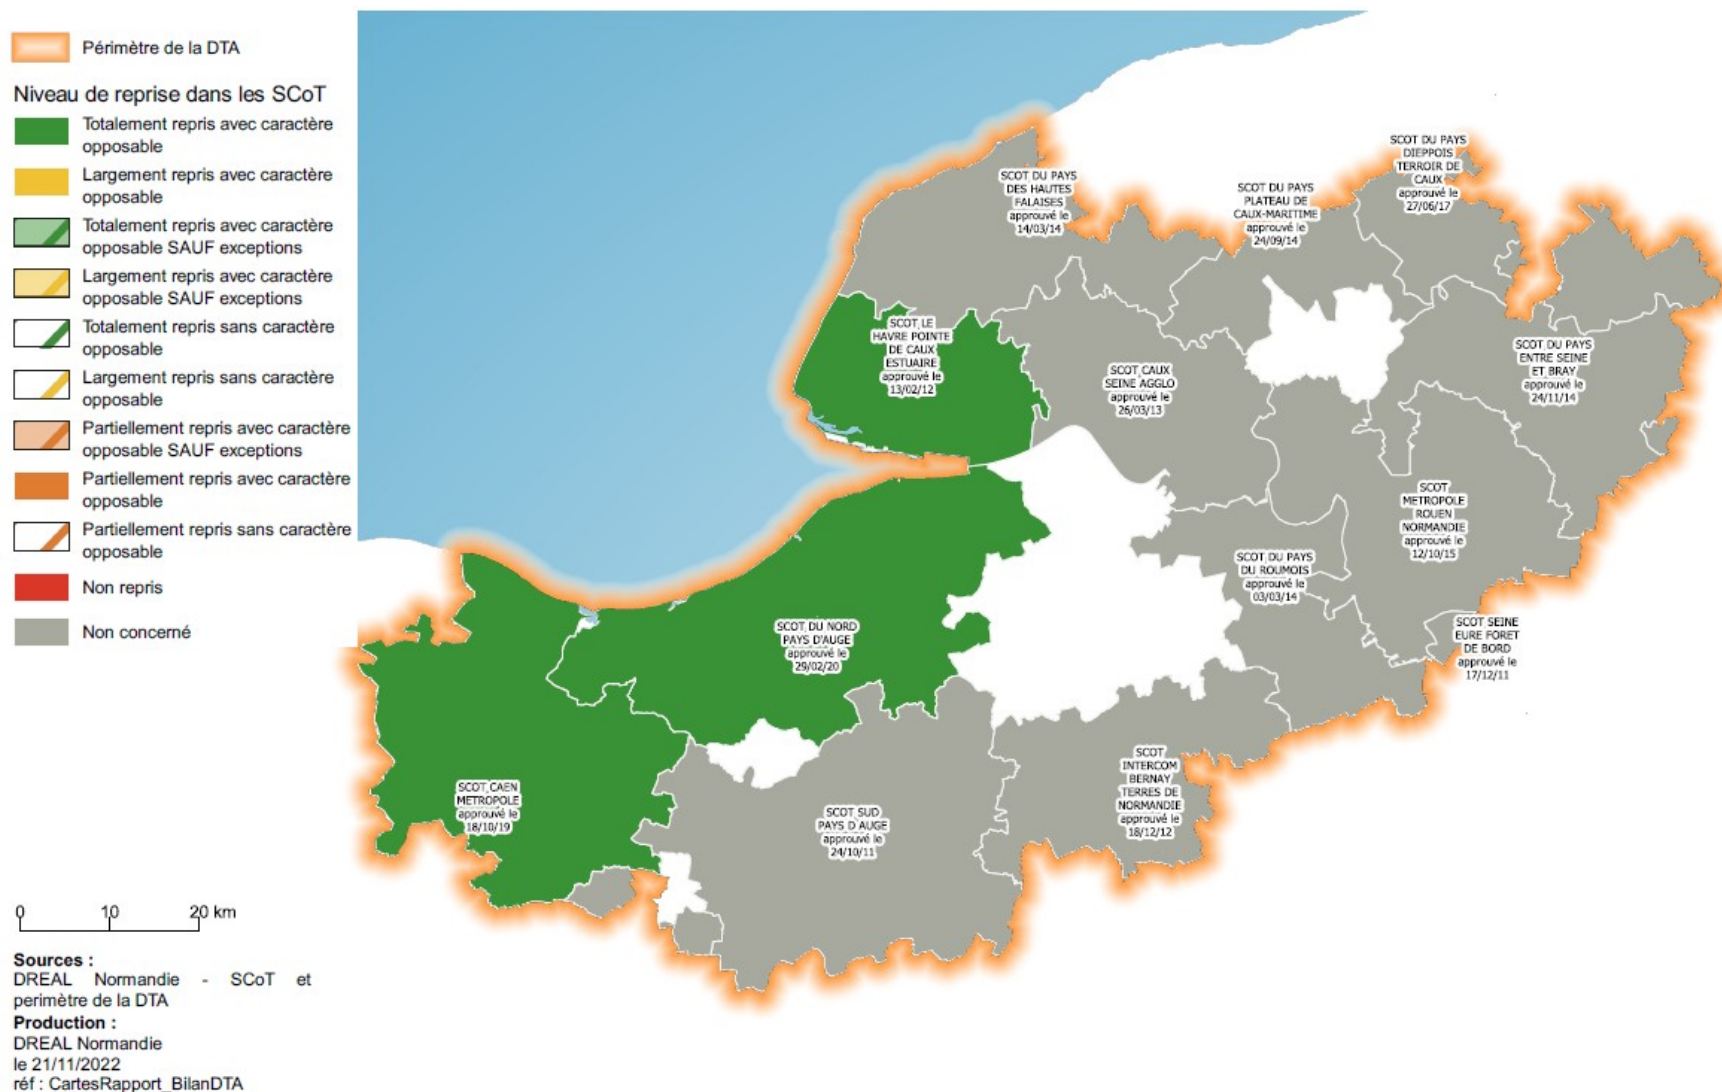 Périmètre de la DTA
Niveau de reprise dans les SCoT
Totalement repris avec caractère
opposable
Largement repris avec caractère
opposable
Totalement repris avec caractère
opposable SAUF exceptions
Largement repris avec caractère
opposable SAUF exceptions
Totalement repris sans caractère
opposable
Largement repris sans caractère
opposable
Partiellement repris avec caractère
opposable SAUF exceptions
Partiellement repris avec caractère
opposable
Partiellement repris sans caractère
opposable
Non repris
Non concerné
0 10 20 km
Sources :
DREAL Normandie - SCoT et
perimètre de la DTA
Production :
DREAL Normandie
le 21/11/2022
réf : CartesRapport_BilanDTA
SCOT DU PAYS
DIEPPOIS
TERROIR DE
CAUX
approuvé le
27/06/17
SCOT DU PAYS
DES HAUTES
FALAISES
approuvé le
14/03/14
SCOT DU PAYS
PLATEAU DE
CAUX-MARITIME
approuvé le
24/09/14
SCOT LE
HAVRE POINTE
DE CAUX
ESTUAIRE
approuvé le
13/02/12
SCOT CAUX
SEINE AGGLO
approuvé le
26/03/13
SCOT DU PAYS
ENTRE SEINE
ET BRAY
approuvé le
24/11/14
SCOT
METROPOLE
ROUEN
NORMANDIE
approuvé le
12/10/15
SCOT DU PAYS
DU ROUMOIS
approuvé le
03/03/14
SCOT SEINE
EURE FORET
DE BORD
approuvé le
17/12/11
SCOT DU NORD
PAYS D'AUGE
approuvé le
29/02/20
SCOT CAEN
METROPOLE
approuvé le
18/10/19
SCOT SUD
PAYS D'AUGE
approuvé le
24/10/11
SCOT
INTERCOM
BERNAY
TERRES DE
NORMANDIE
approuvé le
18/12/12